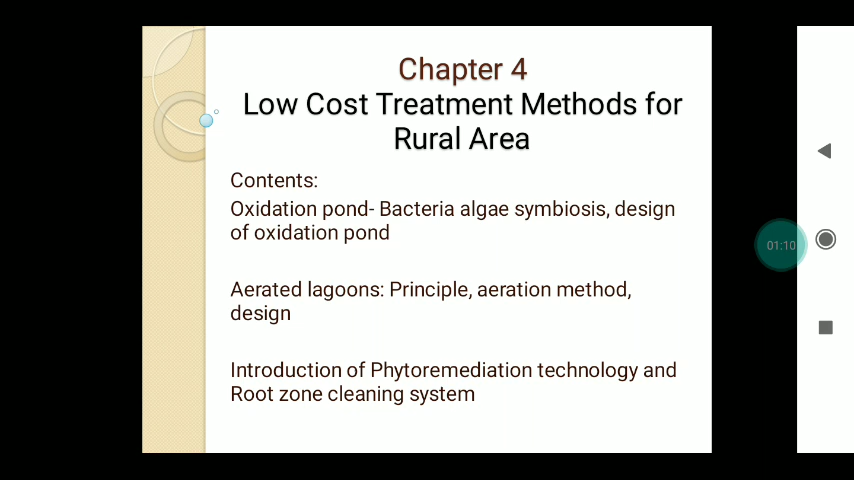 Chapter 4
Low Cost Treatment Methods for
Rural Area
Contents:
Oxidation pond- Bacteria algae symbiosis, design
of oxidation pond
01:10
Aerated lagoons: Principle, aeration method,
design
Introduction of Phytoremediation technology and
Root zone cleaning system